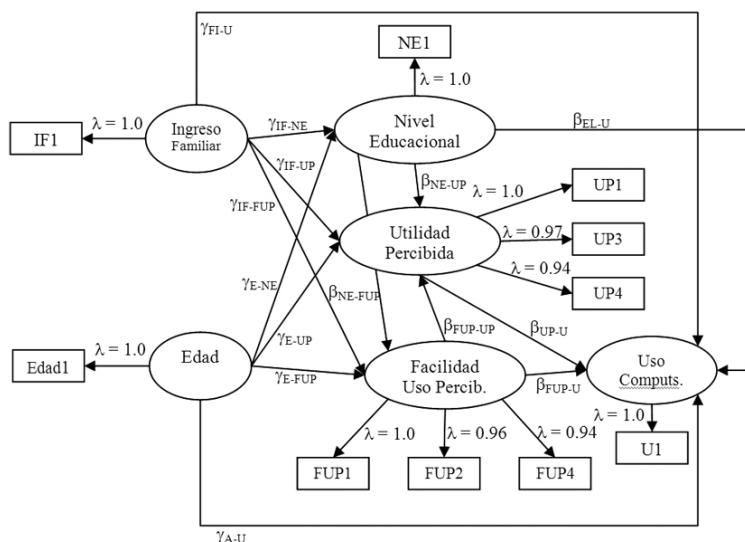 γFI-U
NE1
λ = 1.0
IF1
λ = 1.0
Ingreso
Familiar
γIF-NE
Nivel
Educacional
βEL-U
γIF-UP
γIF-FUP
βNE-UP
λ = 1.0
UP1
Utilidad
Percibida
λ = 0.97
UP3
λ = 0.94
UP4
γE-NE
βNE-FUP
γE-UP
βFUP-UP
βUP-U
Edad1
λ = 1.0
Edad
γE-FUP
Facilidad
Uso Percib.
βFUP-U
Uso
Computs.
λ = 1.0
U1
λ = 1.0
λ = 0.96
λ = 0.94
FUP1
FUP2
FUP4
γA-U